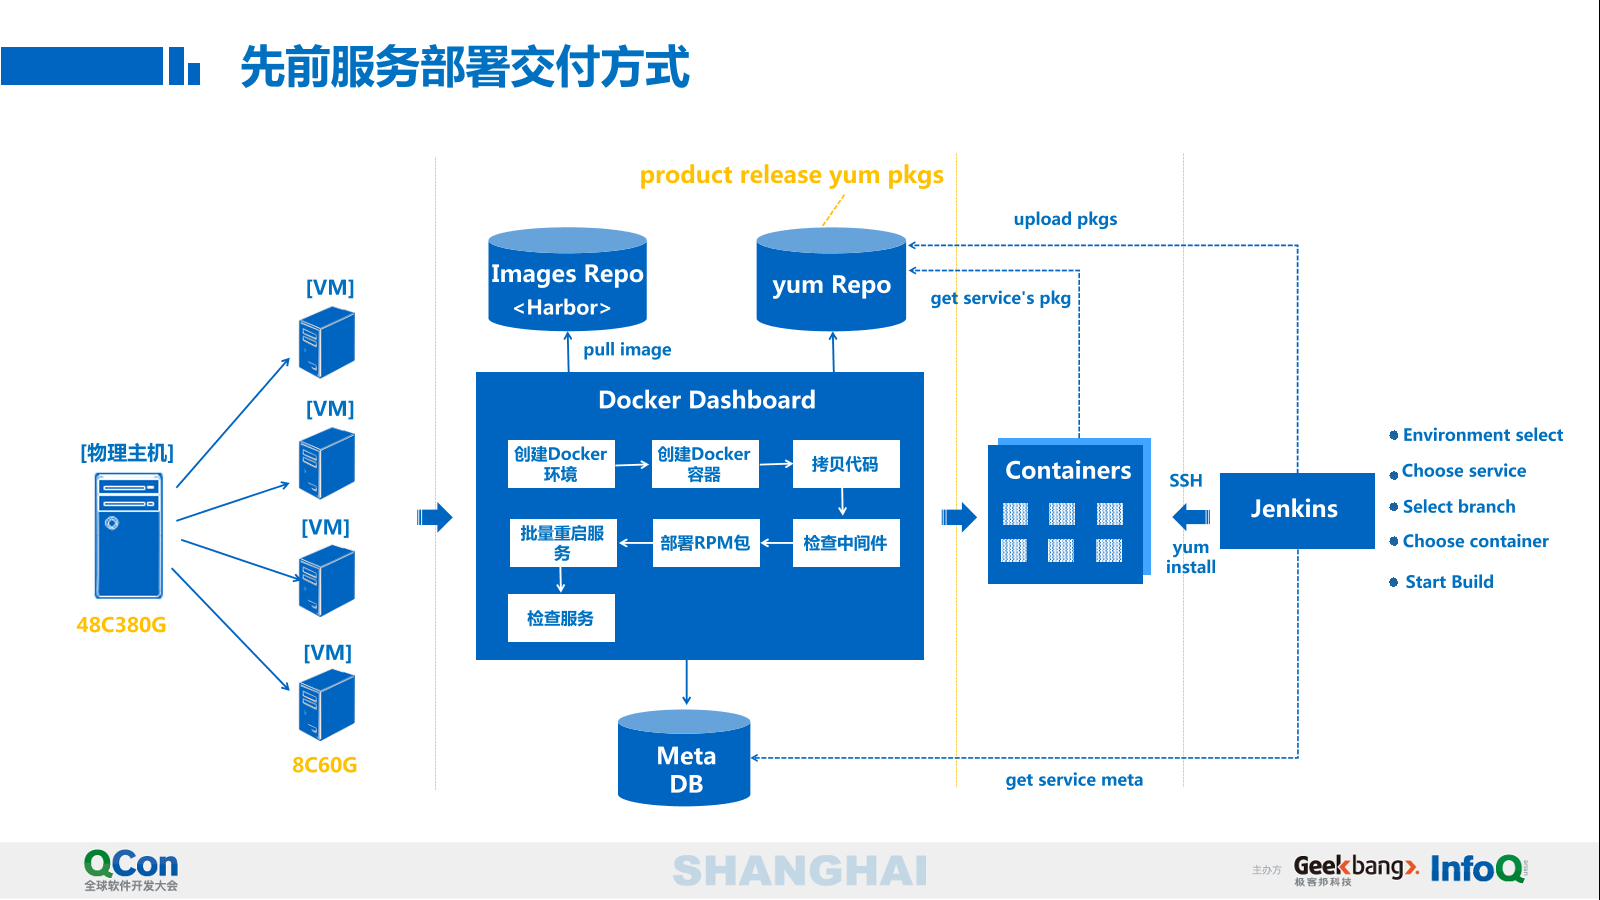 先前服务部署交付方式
product release yum pkgs
upload pkgs
Images Repo
<Harbor>
yum Repo
get service's pkg
pull image
[VM]
[VM]
[VM]
[VM]
[物理主机]
48C380G
8C60G
Docker Dashboard
创建Docker
环境
创建Docker
容器
拷贝代码
批量重启服
务
部署RPM包
检查中间件
检查服务
Containers
SSH
yum
install
Jenkins
Environment select
Choose service
Select branch
Choose container
Start Build
Meta
DB
get service meta
QCon
全球软件开发大会
SHANGHAI
主办方
Geekbang>.
极客邦科技
InfoQ